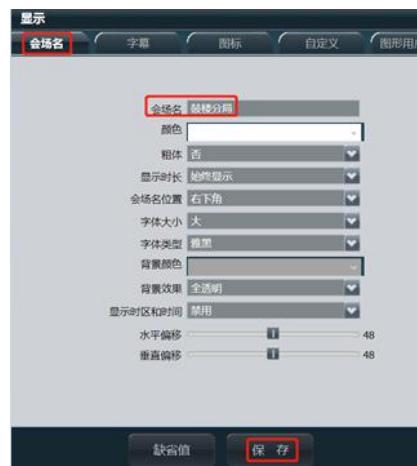 显示
会场名 字幕 图标 自定义 图形用户
会场名 鼓楼分局
颜色
粗体 否
显示时长 始终显示
会场名位置 右下角
字体大小 大
字体类型 雅黑
背景颜色
背景效果 全透明
显示时区和时间 禁用
水平偏移 48
垂直偏移 48
缺省值 保存